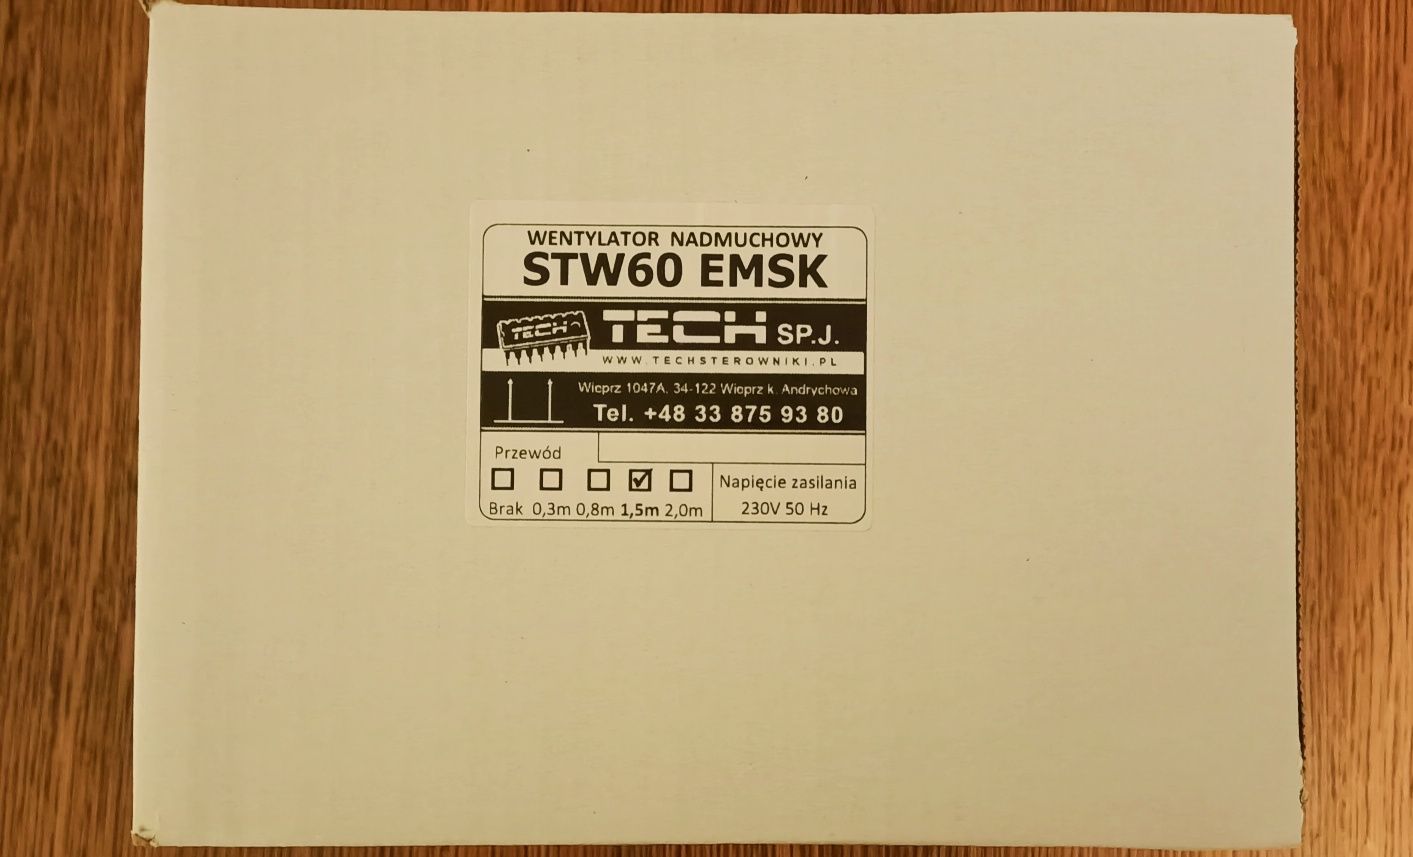 WENTYLATOR NADMUCHOWY
STW60 EMSK
TECH TECH SP.J.
WWW.TECHSTEROWNIKI.PL
Wieprz 1047A, 34-122 Wieprz k. Andrychowa
Tel. +48 33 875 93 80
Przewód
Brak 0,3m 0,8m 1,5m 2,0m
Napięcie zasilania
230V 50 Hz